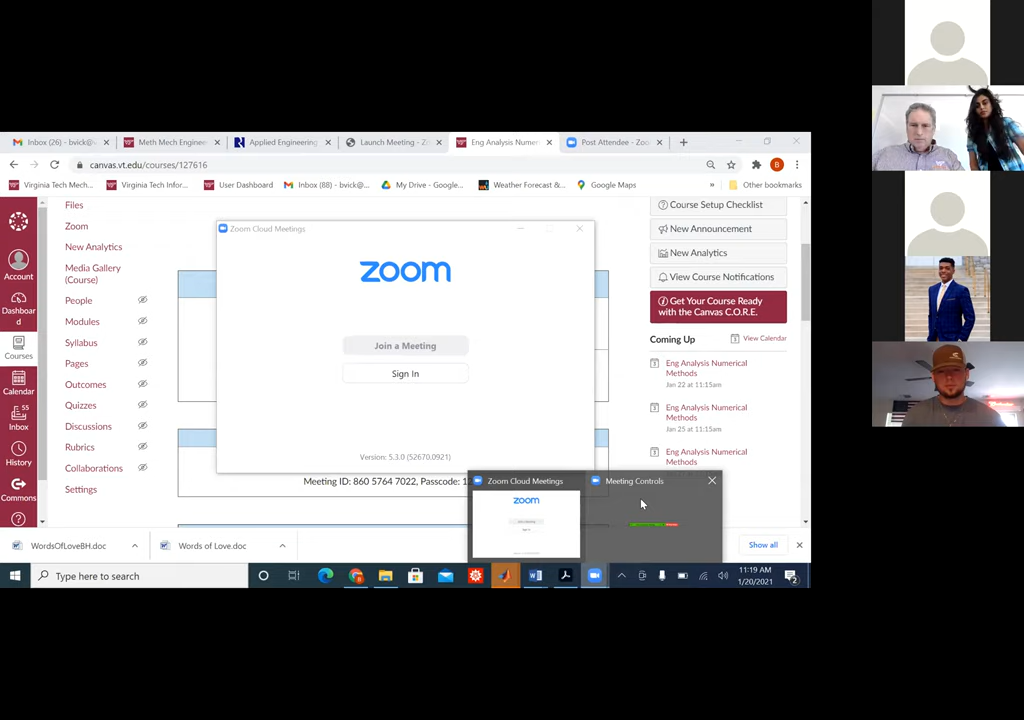 Inbox (26) - bvick@v
Meth Mech Enginee
Applied Engineering
Launch Meeting - Z
Eng Analysis Numer
Post Attendee - Zoo
canvas.vt.edu/courses/127616
B
Virginia Tech Mech...
Virginia Tech Infor...
User Dashboard
Inbox (88) - bvick@...
My Drive - Google...
Weather Forecast &...
Google Maps
»
Other bookmarks
Account
Dashboar
d
Courses
Calendar
55
Inbox
History
Commons
Files
Zoom
New Analytics
Media Gallery
(Course)
People
Modules
Syllabus
Pages
Outcomes
Quizzes
Discussions
Rubrics
Collaborations
Settings
Zoom Cloud Meetings
zoom
Join a Meeting
Sign In
Version: 5.3.0 (52670.0921)
Meeting ID: 860 5764 7022, Passcode: 1
Course Setup Checklist
New Announcement
New Analytics
View Course Notifications
Get Your Course Ready
with the Canvas C.O.R.E.
Coming Up
View Calendar
Eng Analysis Numerical
Methods
Jan 22 at 11:15am
Eng Analysis Numerical
Methods
Jan 25 at 11:15am
Eng Analysis Numerical
Methods
Zoom Cloud Meetings
zoom
Meeting Controls
WordsOfLoveBH.doc
Words of Love.doc
Show all
Type here to search
11:19 AM
1/20/2021
2